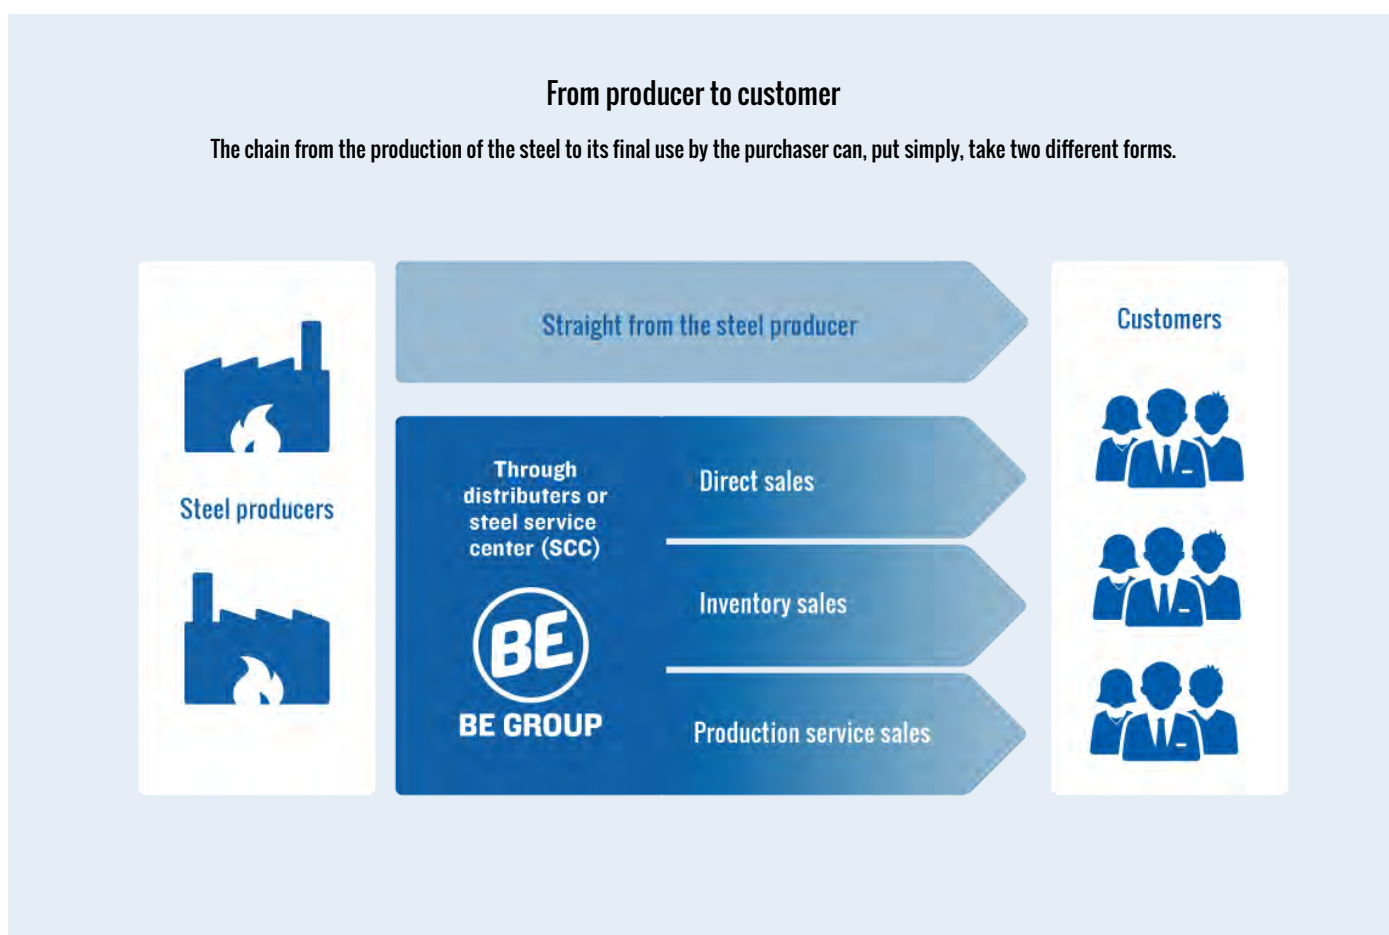 From producer to customer
The chain from the production of the steel to its final use by the purchaser can, put simply, take two different forms.
Steel producers
Straight from the steel producer
Through
distributers or
steel service
center (SCC)
BE
BE GROUP
Direct sales
Inventory sales
Production service sales
Customers